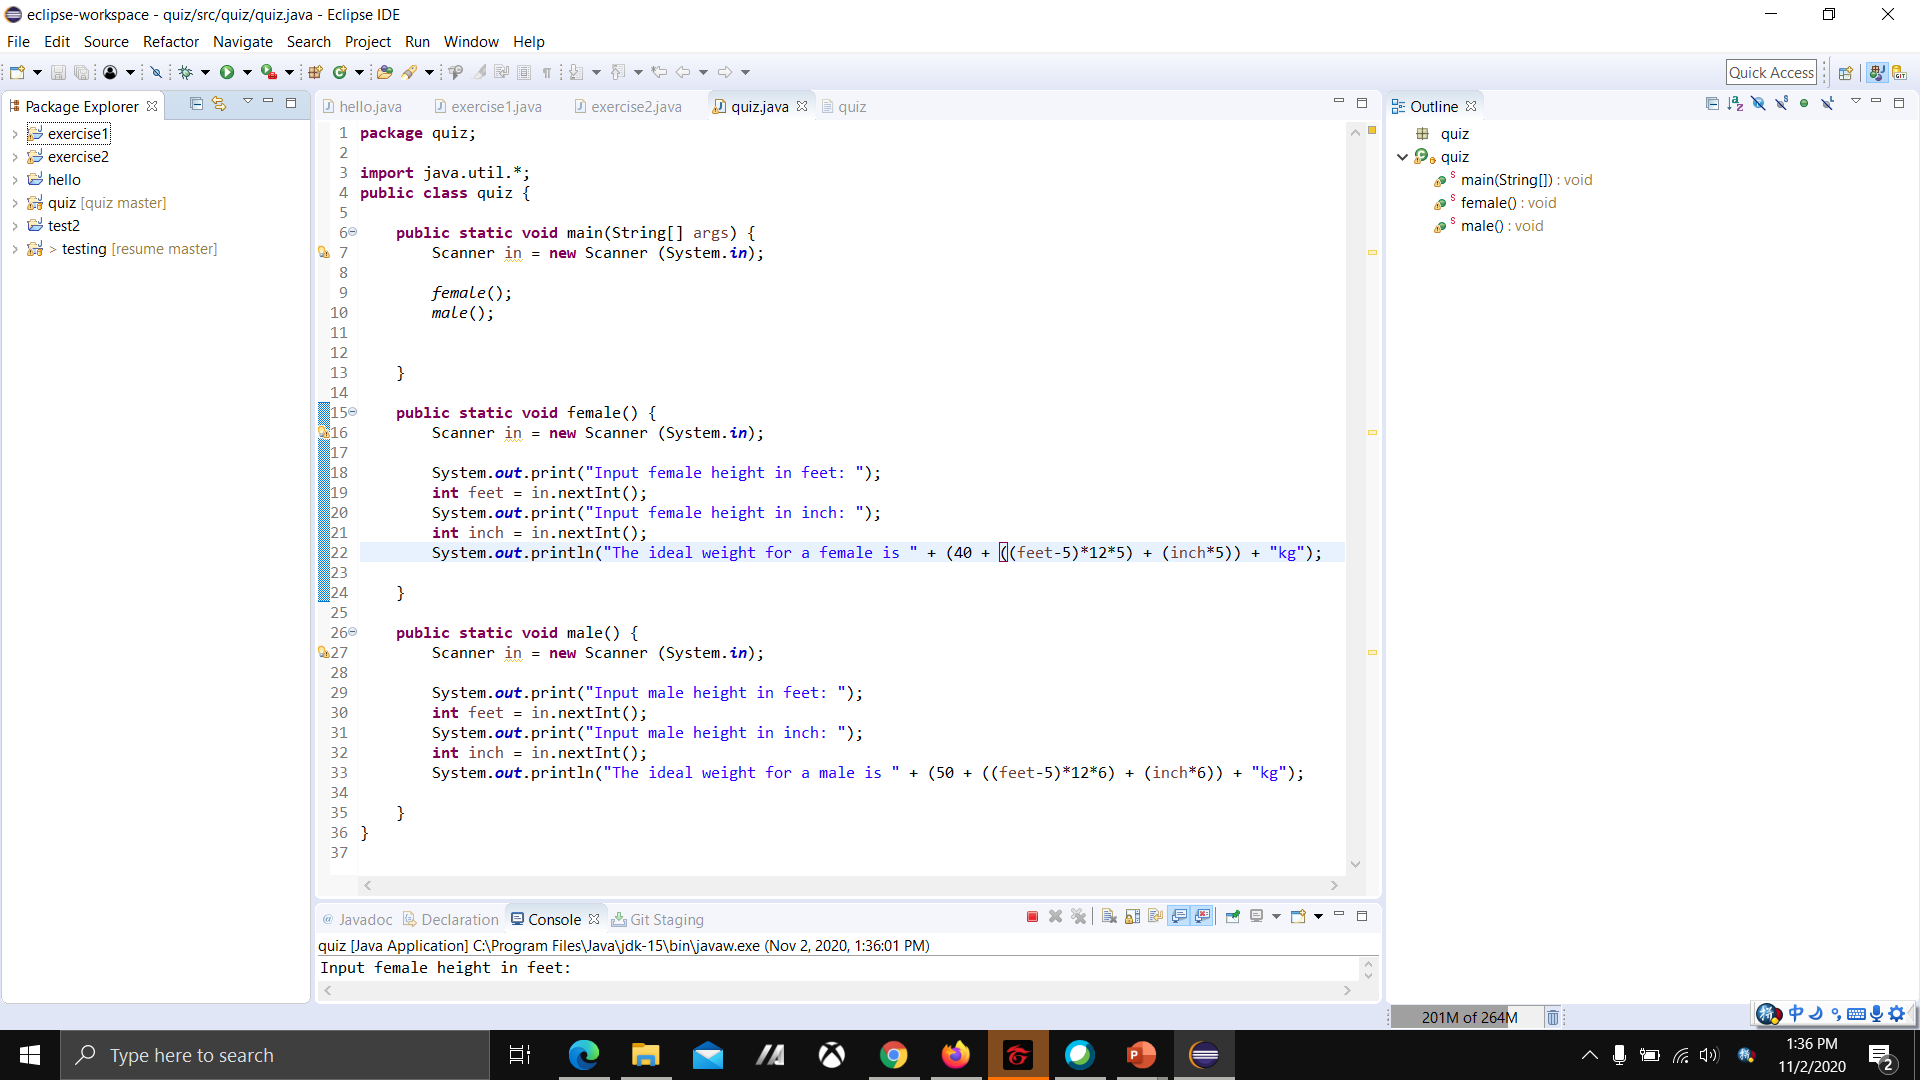 eclipse-workspace - quiz/src/quiz/quiz.java - Eclipse IDE
File Edit Source Refactor Navigate Search Project Run Window Help
Quick Access
Package Explorer
exercise1
exercise2
hello
quiz [quiz master]
test2
> testing [resume master]
hello.java exercise1.java exercise2.java quiz.java quiz
1 package quiz;
2
3 import java.util.*;
4 public class quiz {
5
6 public static void main(String[] args) {
7 Scanner in = new Scanner (System.in);
8
9 female();
10 male();
11
12
13 }
14
15 public static void female() {
16 Scanner in = new Scanner (System.in);
17
18 System.out.print("Input female height in feet: ");
19 int feet = in.nextInt();
20 System.out.print("Input female height in inch: ");
21 int inch = in.nextInt();
22 System.out.println("The ideal weight for a female is " + (40 + ((feet-5)*12*5) + (inch*5)) + "kg");
23
24 }
25
26 public static void male() {
27 Scanner in = new Scanner (System.in);
28
29 System.out.print("Input male height in feet: ");
30 int feet = in.nextInt();
31 System.out.print("Input male height in inch: ");
32 int inch = in.nextInt();
33 System.out.println("The ideal weight for a male is " + (50 + ((feet-5)*12*6) + (inch*6)) + "kg");
34
35 }
36 }
37
Outline
quiz
quiz
main(String[]) : void
female() : void
male() : void
@ Javadoc Declaration Console Git Staging
quiz [Java Application] C:\Program Files\Java\jdk-15\bin\javaw.exe (Nov 2, 2020, 1:36:01 PM)
Input female height in feet:
201M of 264M
中
Type here to search
1:36 PM
11/2/2020
2